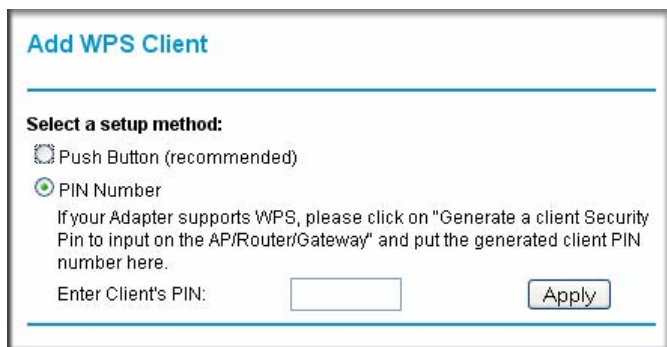 Add WPS Client
Select a setup method:
Push Button (recommended)
PIN Number
If your Adapter supports WPS, please click on "Generate a client Security
Pin to input on the AP/Router/Gateway" and put the generated client PIN
number here.
Enter Client's PIN:
Apply